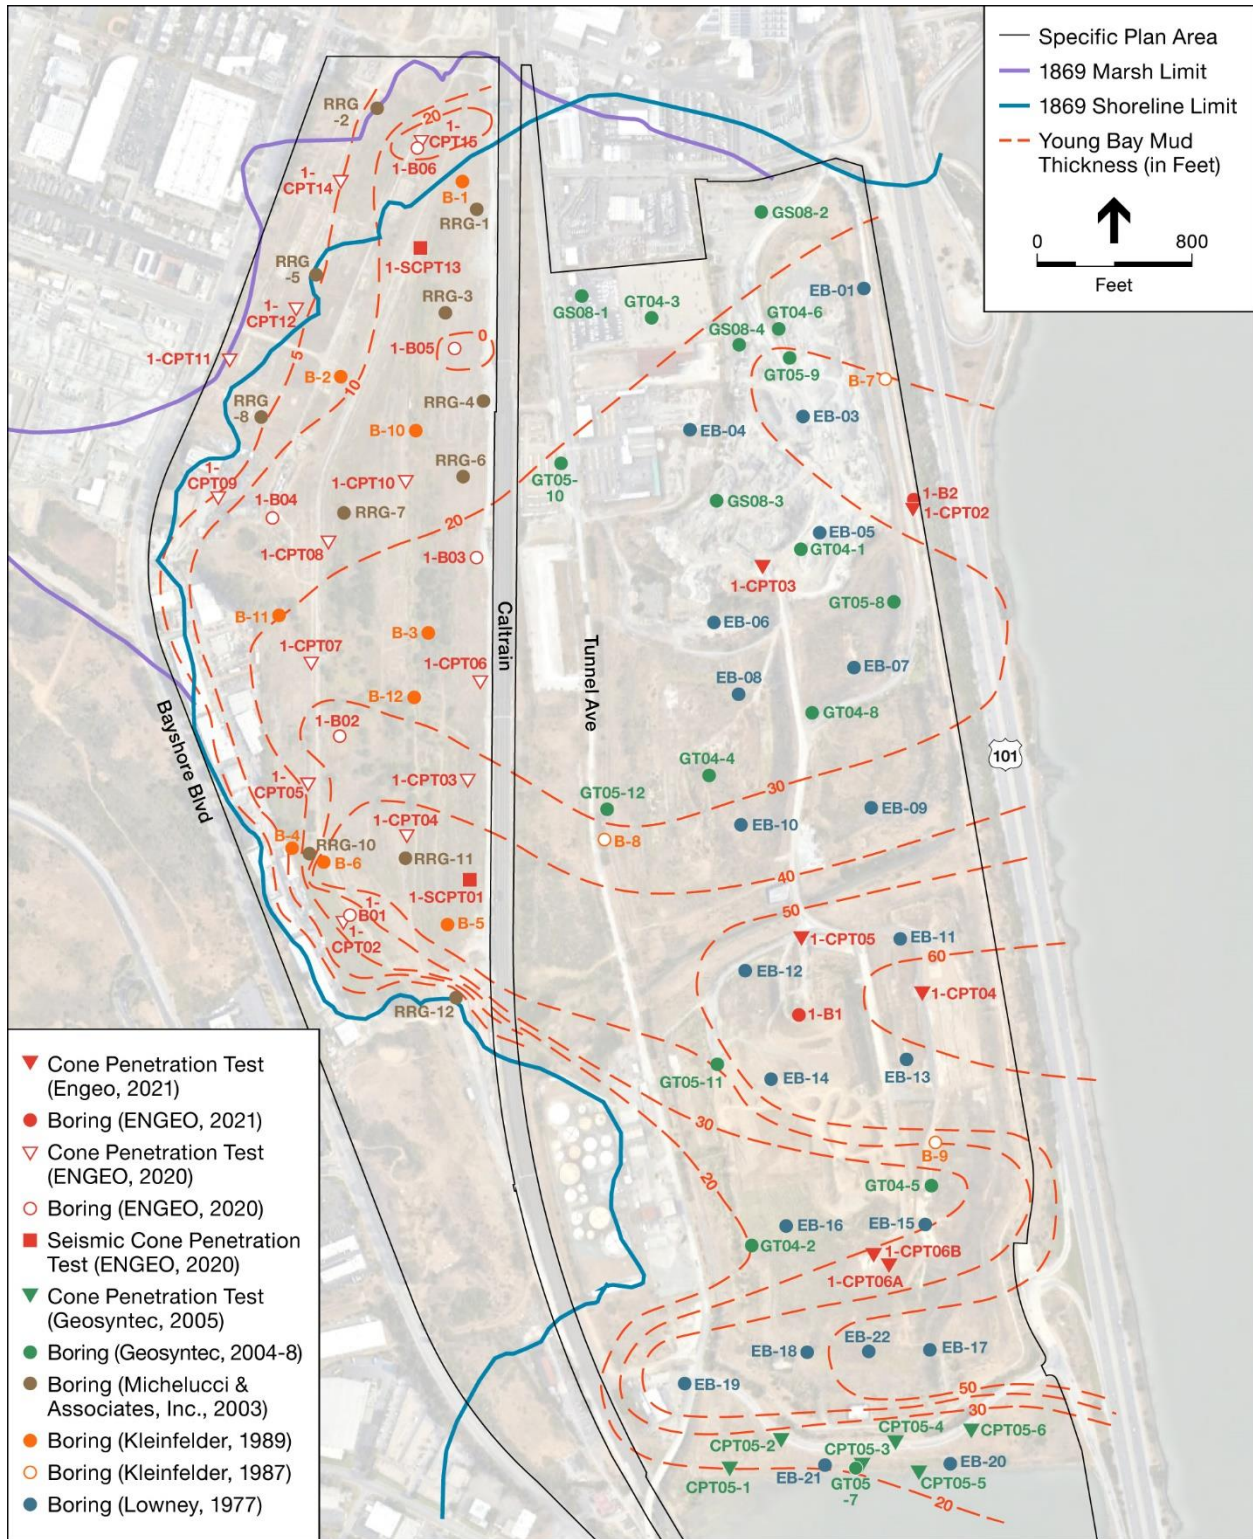 Specific Plan Area
1869 Marsh Limit
1869 Shoreline Limit
Young Bay Mud
Thickness (in Feet)
0
800
Feet
RRG
-2
20
1-
CPT15
1-B06
1-
CPT14
B-1
RRG-1
GS08-2
1-SCPT13
RRG
-5
EB-01
GS08-1
GT04-3
1-
CPT12
RRG-3
GT04-6
GS08-4
0
1-B05
5
1-CPT11
GT05-9
B-7
B-2
10
RRG-4
RRG
-8
EB-03
B-10
EB-04
1-
CPT09
1-CPT10
RRG-6
GT05-
10
1-B04
GS08-3
1-B2
1-CPT02
RRG-7
20
EB-05
1-CPT08
GT04-1
1-B03
1-CPT03
GT05-8
B-11
Caltrain
EB-06
B-3
Tunnel Ave
1-CPT07
EB-07
1-CPT06
EB-08
B-12
GT04-8
1-B02
Bayshore Blvd
101
GT04-4
1-
CPT05
1-CPT03
30
GT05-12
EB-09
1-CPT04
EB-10
B-4
B-8
RRG-10
B-6
RRG-11
40
1-SCPT01
1-
B01
50
B-5
1-
CPT02
1-CPT05
EB-11
60
EB-12
RRG-12
1-CPT04
1-B1
GT05-11
EB-13
EB-14
30
B-9
20
GT04-5
EB-16
EB-15
GT04-2
1-CPT06B
1-CPT06A
EB-18
EB-22
EB-17
EB-19
50
30
CPT05-4
CPT05-6
CPT05-2
CPT05-3
CPT05-1
EB-21
GT05
-7
EB-20
CPT05-5
20
Cone Penetration Test
(Engeo, 2021)
Boring (ENGEO, 2021)
Cone Penetration Test
(ENGEO, 2020)
Boring (ENGEO, 2020)
Seismic Cone Penetration
Test (ENGEO, 2020)
Cone Penetration Test
(Geosyntec, 2005)
Boring (Geosyntec, 2004-8)
Boring (Michelucci &
Associates, Inc., 2003)
Boring (Kleinfelder, 1989)
Boring (Kleinfelder, 1987)
Boring (Lowney, 1977)